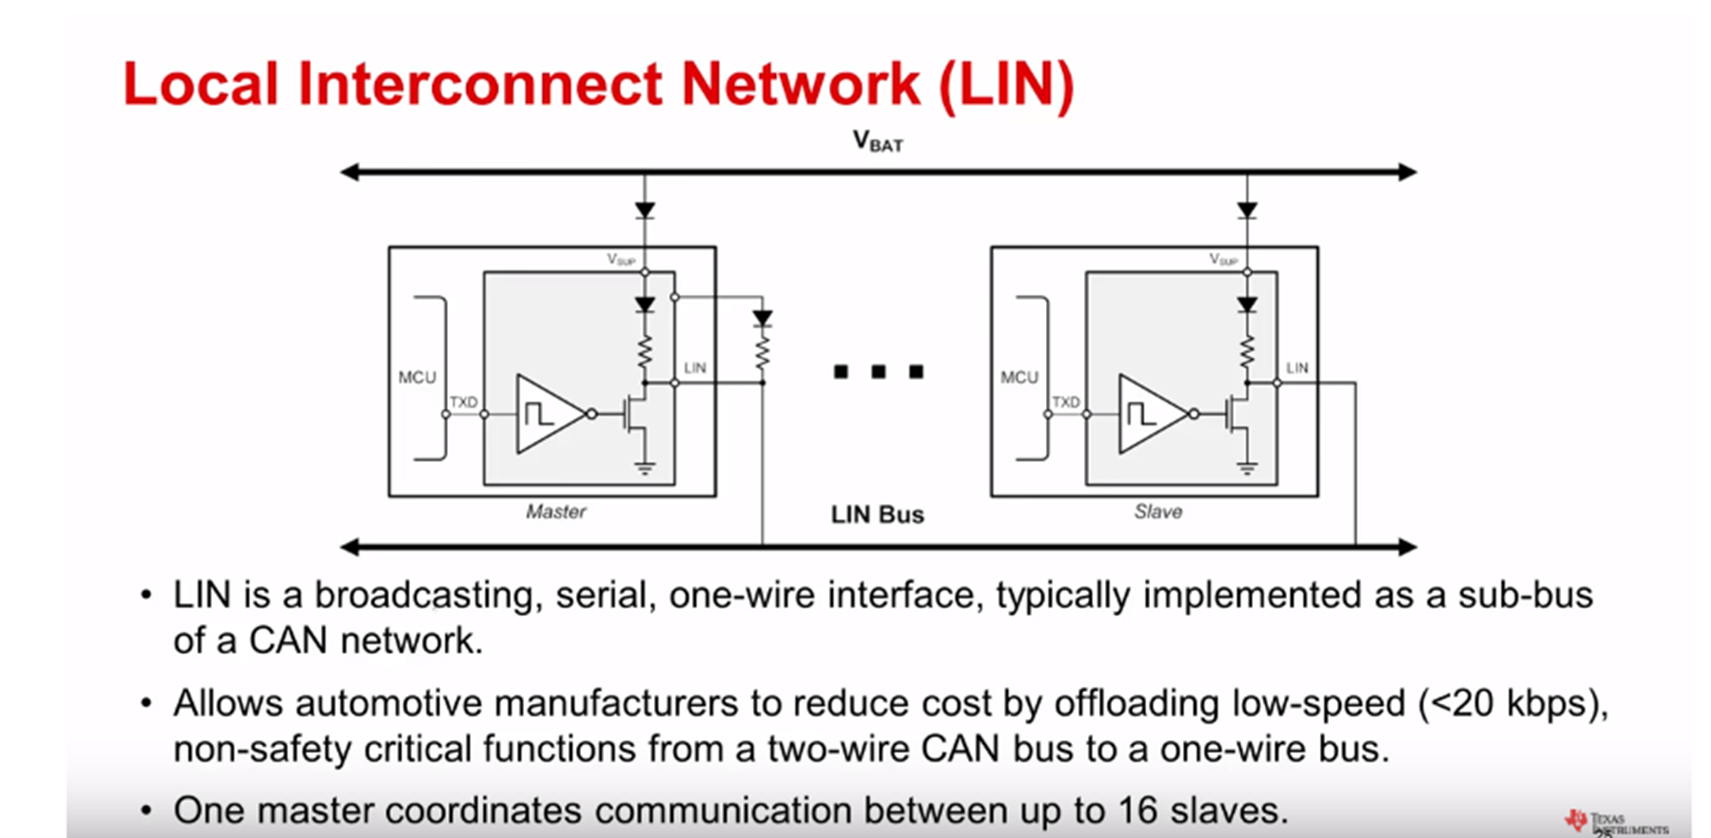 Local Interconnect Network (LIN)
VBAT
VSUP
VSUP
LIN
LIN
MCU
MCU
TXD
TXD
Master
LIN Bus
Slave
• LIN is a broadcasting, serial, one-wire interface, typically implemented as a sub-bus
of a CAN network.
• Allows automotive manufacturers to reduce cost by offloading low-speed (<20 kbps),
non-safety critical functions from a two-wire CAN bus to a one-wire bus.
• One master coordinates communication between up to 16 slaves.
TEXAS
INSTRUMENTS